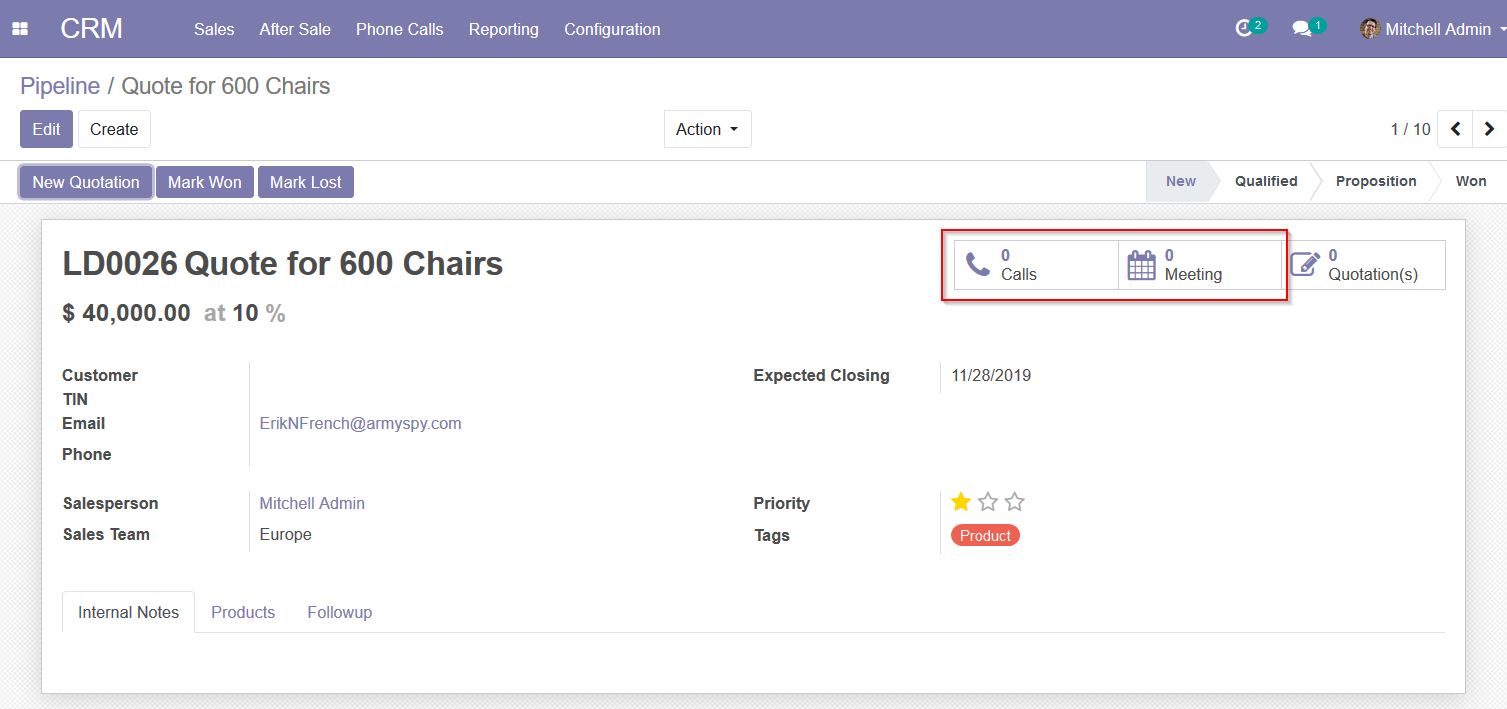 CRM Sales After Sale Phone Calls Reporting Configuration 2 1 Mitchell Admin
Pipeline / Quote for 600 Chairs
Edit Create Action 1 / 10
New Quotation Mark Won Mark Lost New Qualified Proposition Won
0 Calls 0 Meeting 0 Quotation(s)
LD0026 Quote for 600 Chairs
$ 40,000.00 at 10 %
Customer Expected Closing 11/28/2019
TIN
Email ErikNFrench@armyspy.com
Phone
Salesperson Mitchell Admin Priority
Sales Team Europe Tags Product
Internal Notes Products Followup